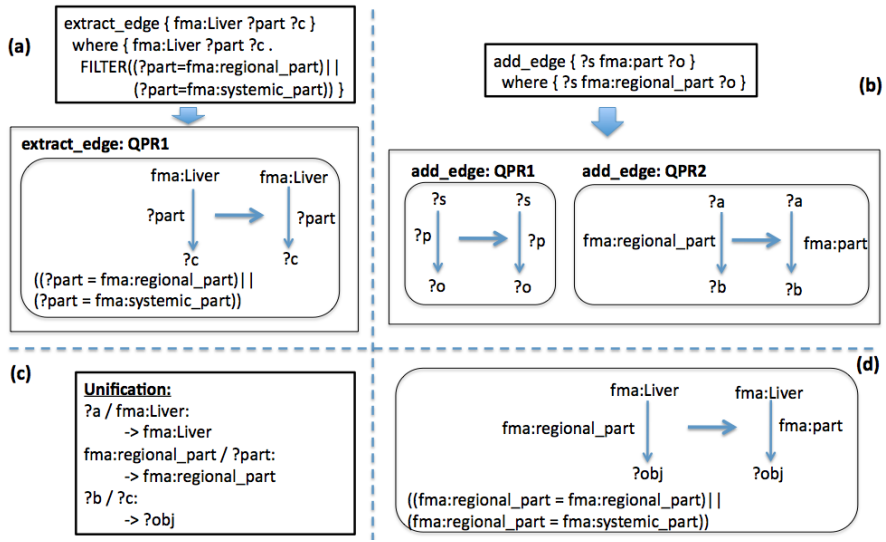 (a)
extract_edge { fma:Liver ?part ?c }
where { fma:Liver ?part ?c .
FILTER((?part=fma:regional_part)||
(?part=fma:systemic_part)) }
extract_edge: QPR1
fma:Liver
fma:Liver
?part
?part
?c
?c
((?part = fma:regional_part)||
(?part = fma:systemic_part))
(b)
add_edge { ?s fma:part ?o }
where { ?s fma:regional_part ?o }
add_edge: QPR1
?s
?s
?p
?p
?o
?o
add_edge: QPR2
?a
?a
fma:regional_part
fma:part
?b
?b
(c)
Unification:
?a / fma:Liver:
-> fma:Liver
fma:regional_part / ?part:
-> fma:regional_part
?b / ?c:
-> ?obj
(d)
fma:Liver
fma:Liver
fma:regional_part
fma:part
?obj
?obj
((fma:regional_part = fma:regional_part)||
(fma:regional_part = fma:systemic_part))